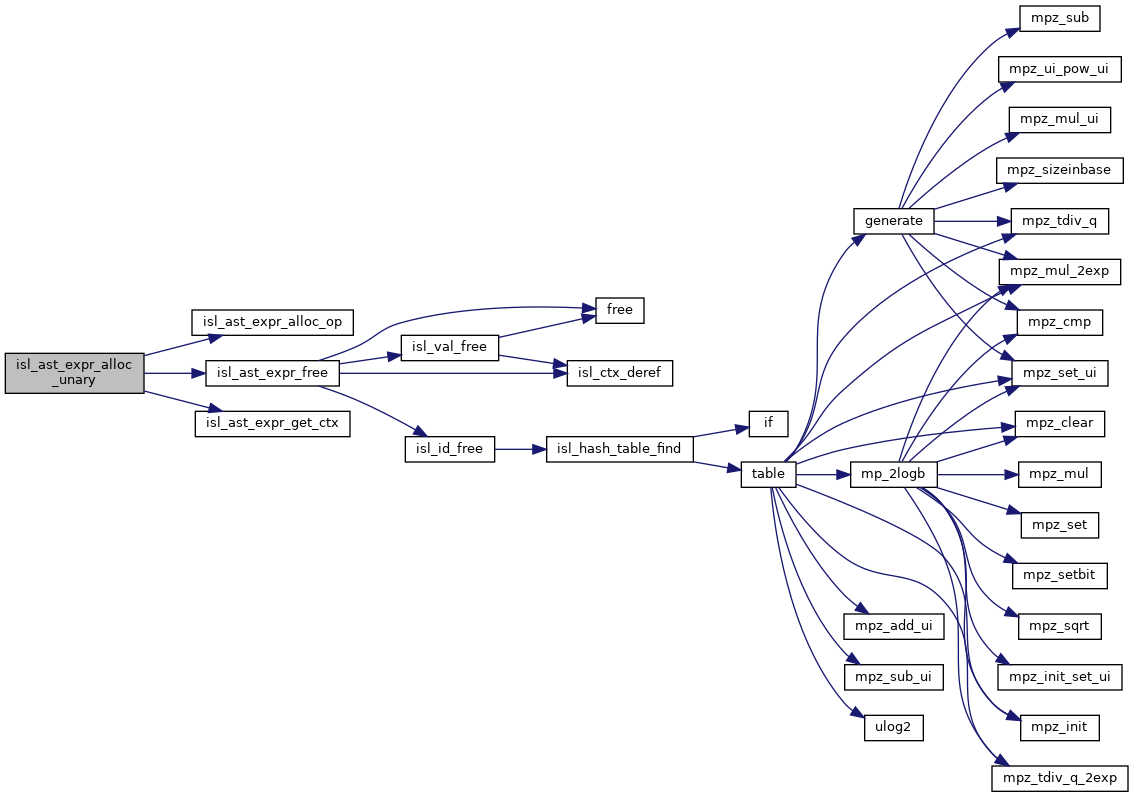 isl_ast_expr_alloc
_unary
isl_ast_expr_alloc_op
isl_ast_expr_free
isl_ast_expr_get_ctx
free
isl_val_free
isl_ctx_deref
isl_id_free
isl_hash_table_find
if
table
generate
mp_2logb
mpz_add_ui
mpz_sub_ui
ulog2
mpz_sub
mpz_ui_pow_ui
mpz_mul_ui
mpz_sizeinbase
mpz_tdiv_q
mpz_mul_2exp
mpz_cmp
mpz_set_ui
mpz_clear
mpz_mul
mpz_set
mpz_setbit
mpz_sqrt
mpz_init_set_ui
mpz_init
mpz_tdiv_q_2exp